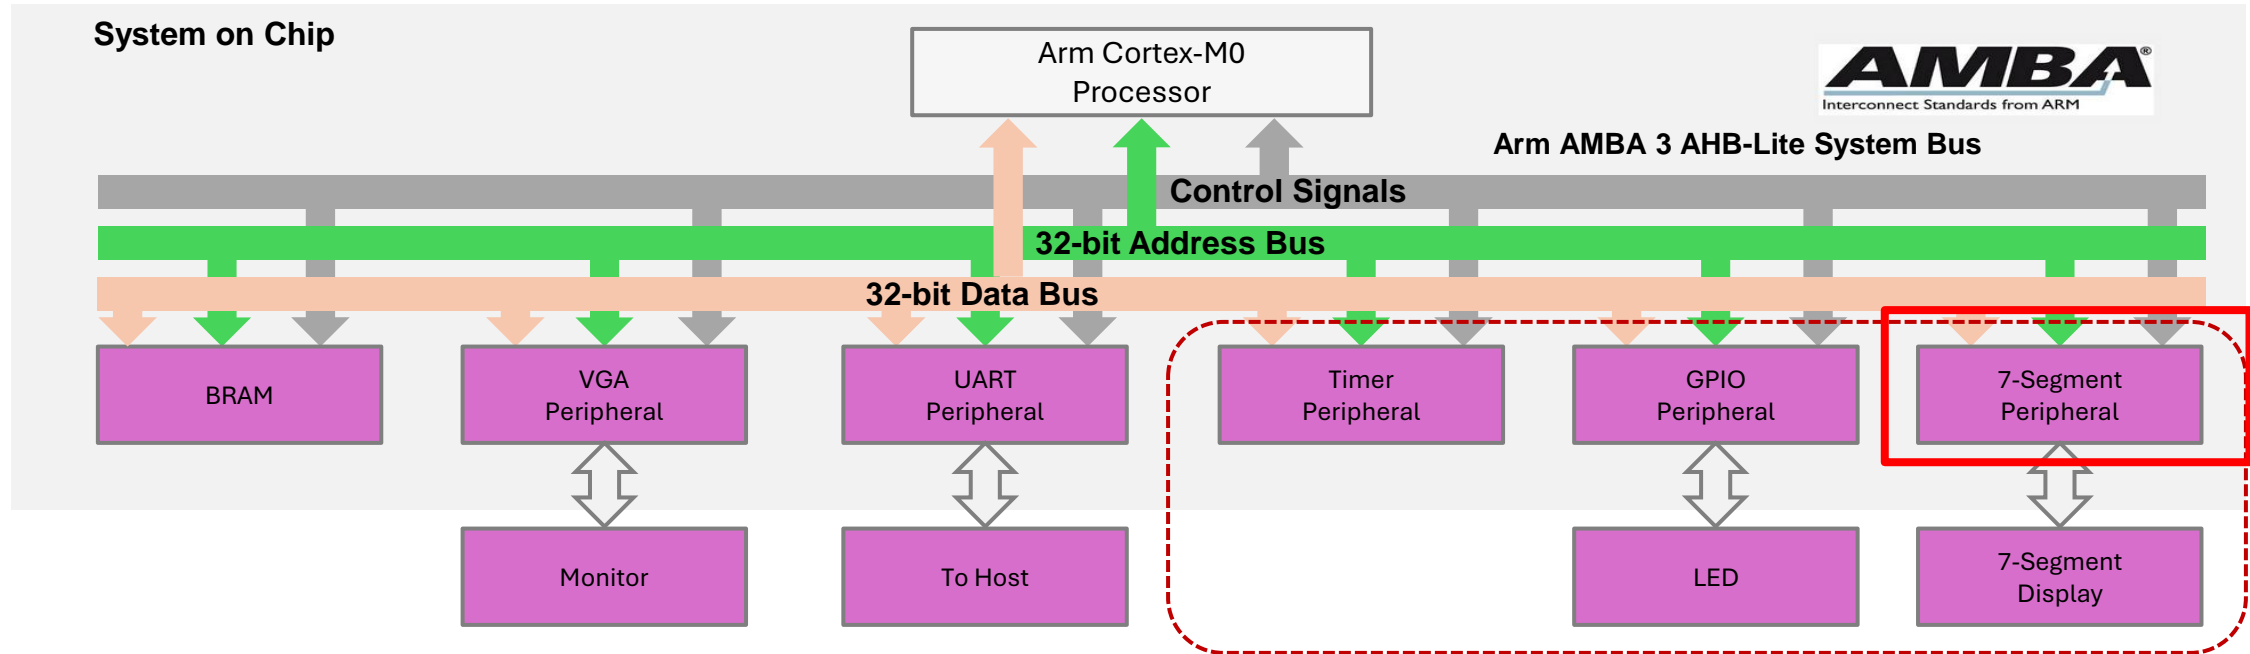 System on Chip
Arm Cortex-M0
Processor
AMBA®
Interconnect Standards from ARM
Arm AMBA 3 AHB-Lite System Bus
Control Signals
32-bit Address Bus
32-bit Data Bus
BRAM
VGA
Peripheral
UART
Peripheral
Timer
Peripheral
GPIO
Peripheral
7-Segment
Peripheral
Monitor
To Host
LED
7-Segment
Display